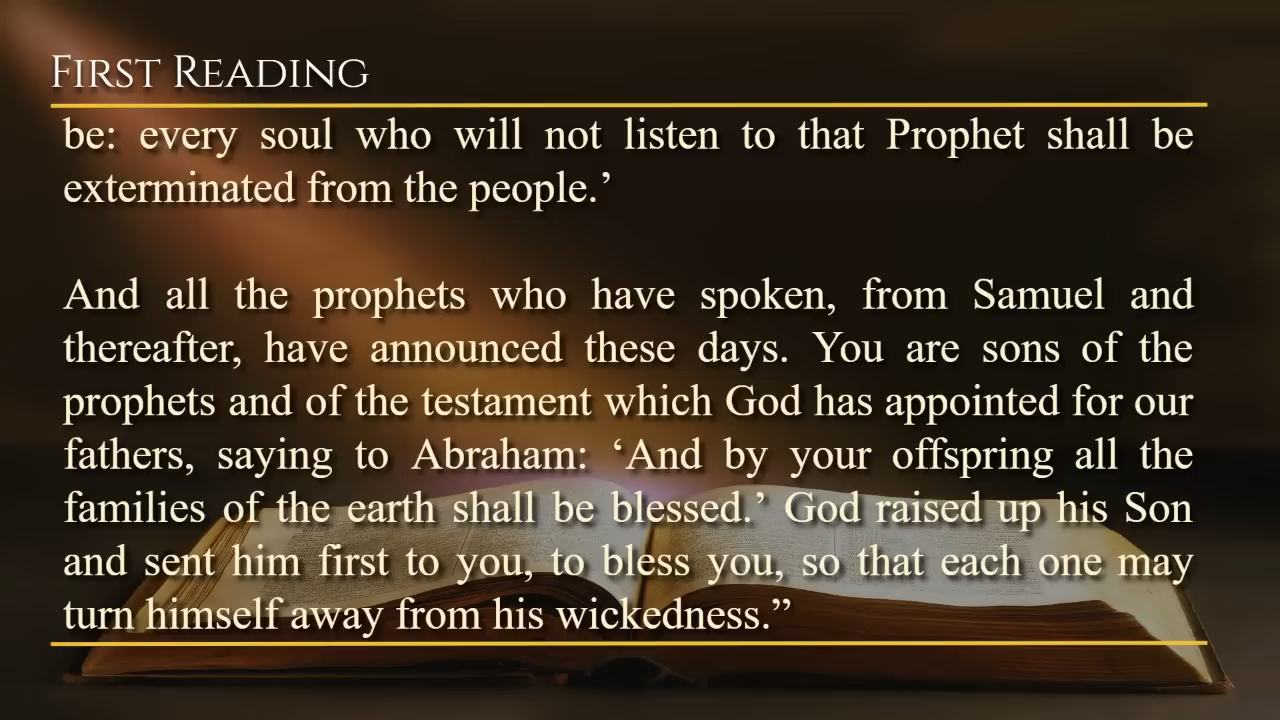 First Reading
be: every soul who will not listen to that Prophet shall be
exterminated from the people.’
And all the prophets who have spoken, from Samuel and
thereafter, have announced these days. You are sons of the
prophets and of the testament which God has appointed for our
fathers, saying to Abraham: ‘And by your offspring all the
families of the earth shall be blessed.’ God raised up his Son
and sent him first to you, to bless you, so that each one may
turn himself away from his wickedness.”